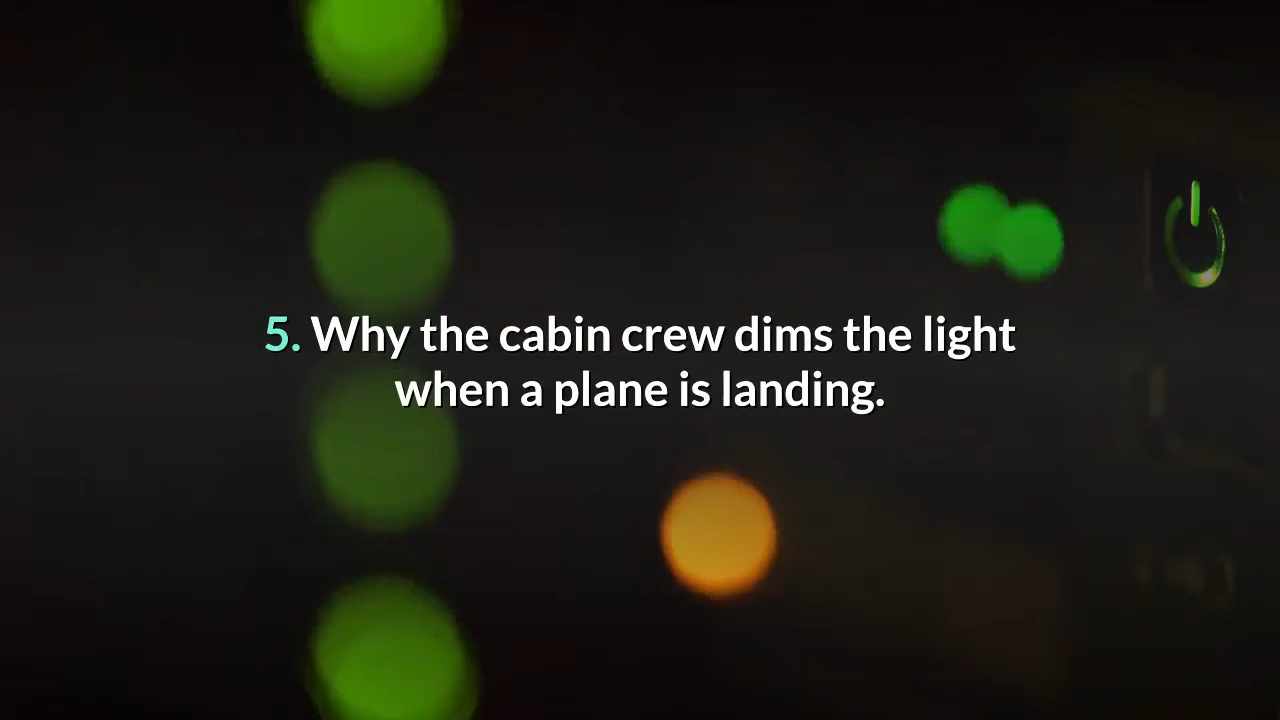 5. Why the cabin crew dims the light
when a plane is landing.